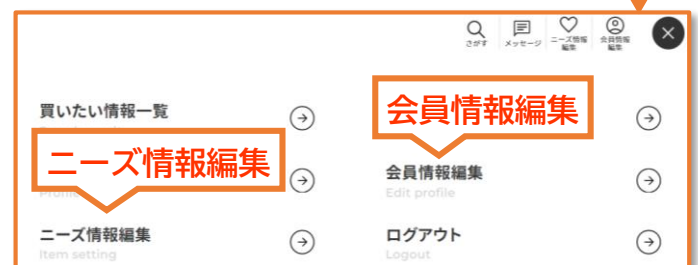 さがす
メッセージ
ニーズ情報
編集
会員情報
編集
買いたい情報一覧
会員情報編集
ニーズ情報編集
会員情報編集
Edit profile
ニーズ情報編集
Item setting
ログアウト
Logout